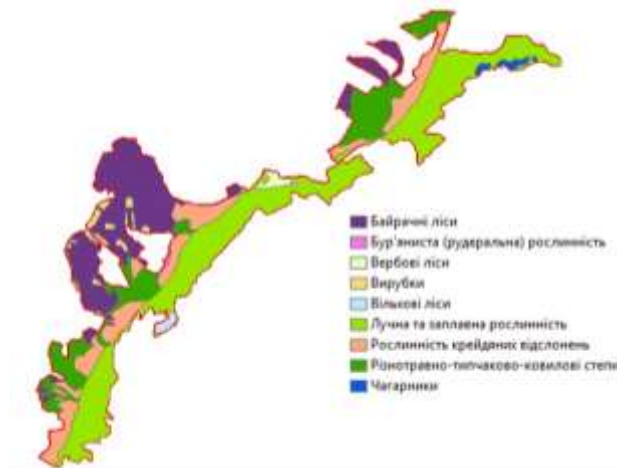 Байрачні ліси
Бур'яниста (рудеральна) рослинність
Вербові ліси
Вирубки
Вількові ліси
Лучна та заплавна рослинність
Рослинність крейдяних відслонень
Різнотравно-типчаково-ковилові степи
Чагарники